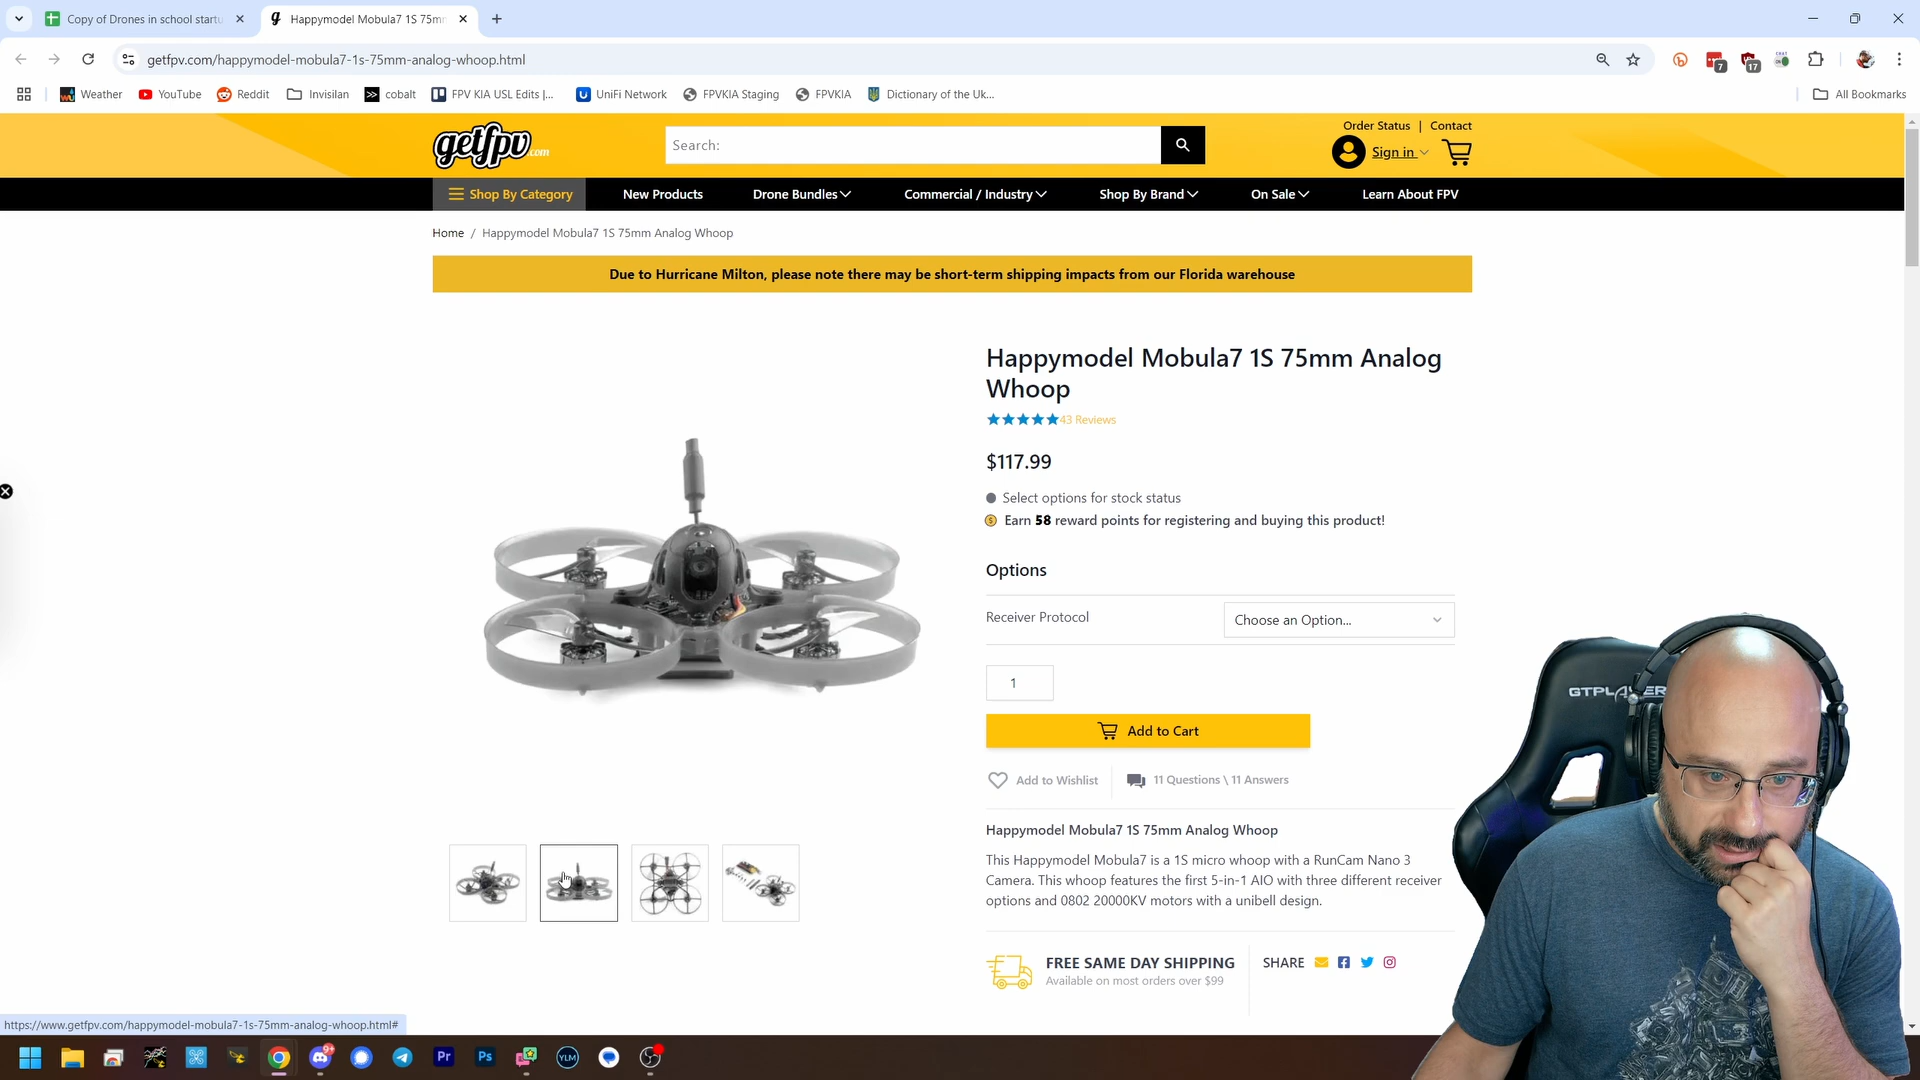 Copy of Drones in school startu
Happymodel Mobula7 1S 75mm
getfpv.com/happymodel-mobula7-1s-75mm-analog-whoop.html
7
17
Weather
YouTube
Reddit
Invisilan
cobalt
FPV KIA USL Edits |...
UniFi Network
FPVKIA Staging
FPVKIA
Dictionary of the Uk...
All Bookmarks
getfpv.com
Search:
Order Status | Contact
Sign in
Shop By Category
New Products
Drone Bundles
Commercial / Industry
Shop By Brand
On Sale
Learn About FPV
Home / Happymodel Mobula7 1S 75mm Analog Whoop
Due to Hurricane Milton, please note there may be short-term shipping impacts from our Florida warehouse
Happymodel Mobula7 1S 75mm Analog
Whoop
43 Reviews
$117.99
Select options for stock status
Earn 58 reward points for registering and buying this product!
Options
Receiver Protocol
Choose an Option...
1
Add to Cart
Add to Wishlist
11 Questions \ 11 Answers
Happymodel Mobula7 1S 75mm Analog Whoop
This Happymodel Mobula7 is a 1S micro whoop with a RunCam Nano 3
Camera. This whoop features the first 5-in-1 AIO with three different receiver
options and 0802 20000KV motors with a unibell design.
FREE SAME DAY SHIPPING
Available on most orders over $99
SHARE
GTPLAYER
https://www.getfpv.com/happymodel-mobula7-1s-75mm-analog-whoop.html#
9+
Pr
Ps
YLM